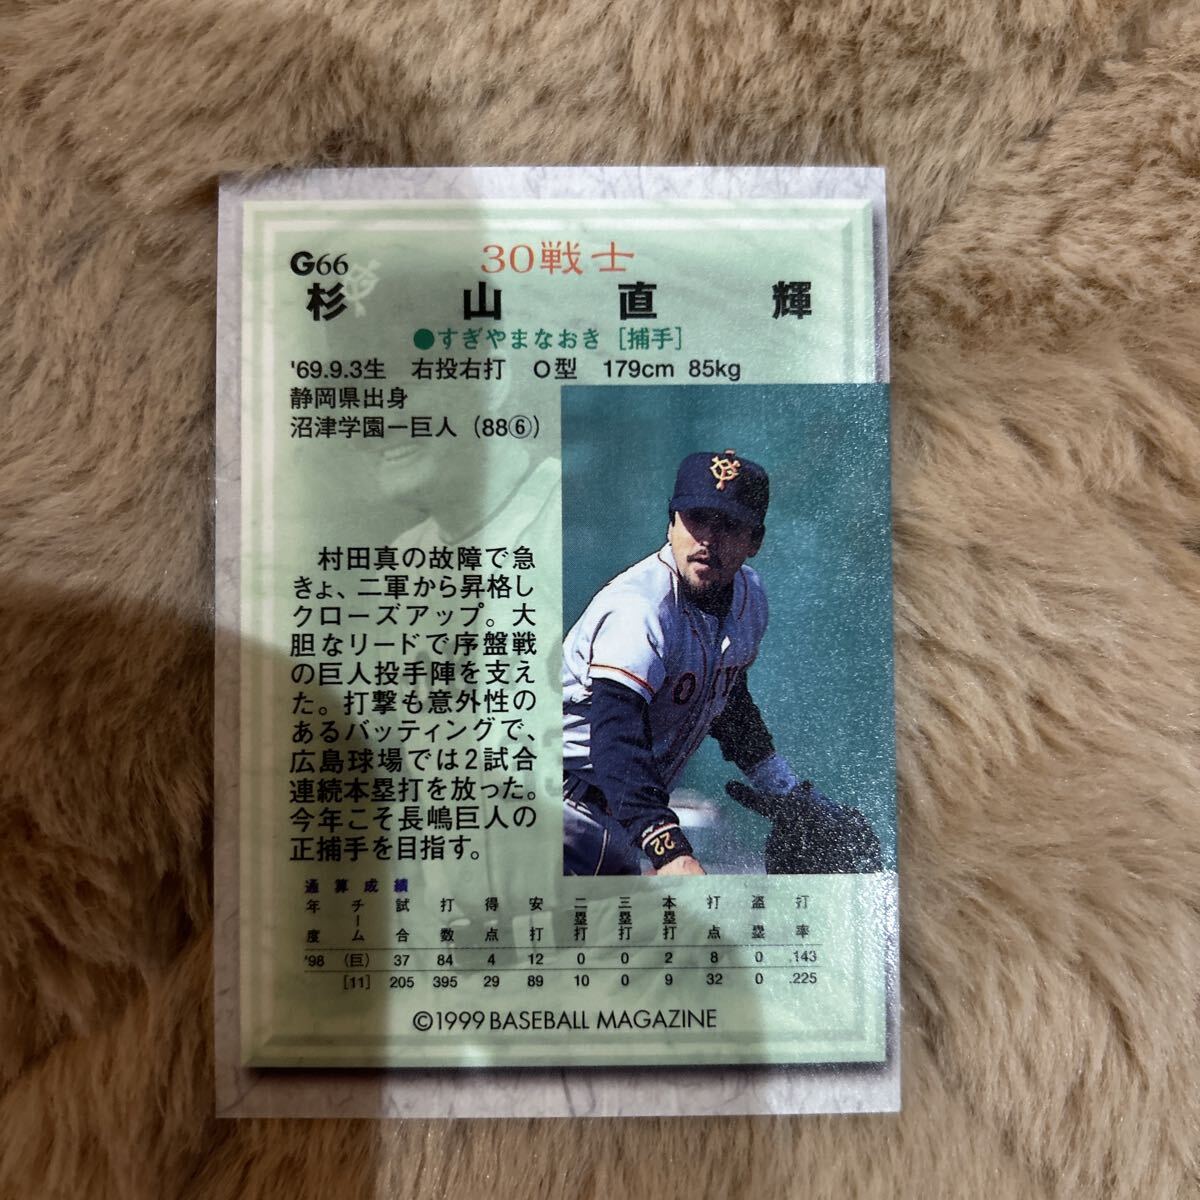 G66 30戦士
杉山直輝
●すぎやまなおき [捕手]
'69.9.3生 右投右打 O型 179cm 85kg
静岡県出身
沼津学園ー巨人 (88⑥)
村田真の故障で急
きょ、二軍から昇格し
クローズアップ。大
胆なリードで序盤戦
の巨人投手陣を支え
た。打撃も意外性の
あるバッティングで、
広島球場では2試合
連続本塁打を放った。
今年こそ長嶋巨人の
正捕手を目指す。
22
通算成績
年度 チーム 試合 打数 得点 安打 二塁打 三塁打 本塁打 打点 盗塁 打率
'98 (巨) 37 84 4 12 0 0 2 8 0 .143
[11] 205 395 29 89 10 0 9 32 0 .225
©1999 BASEBALL MAGAZINE